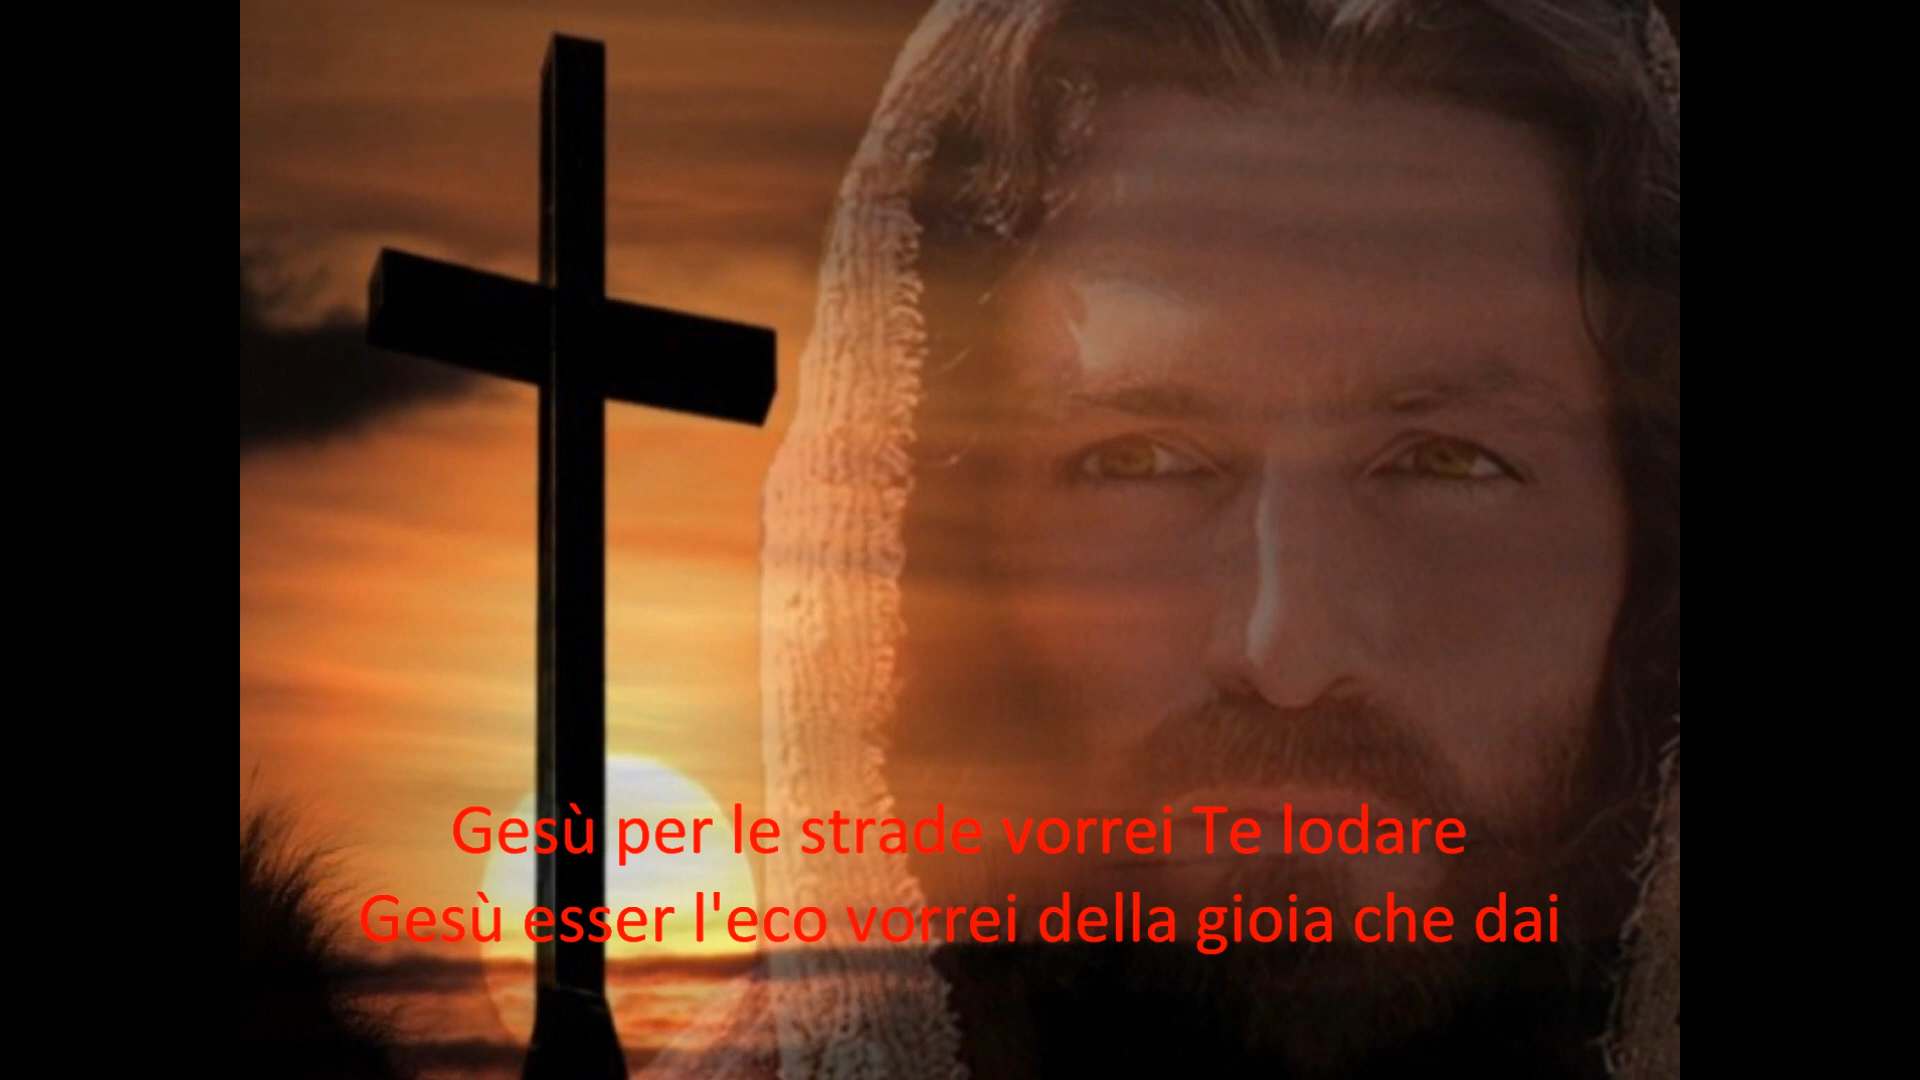 Gesù per le strade vorrei Te lodare
Gesù esser l'eco vorrei della gioia che dai